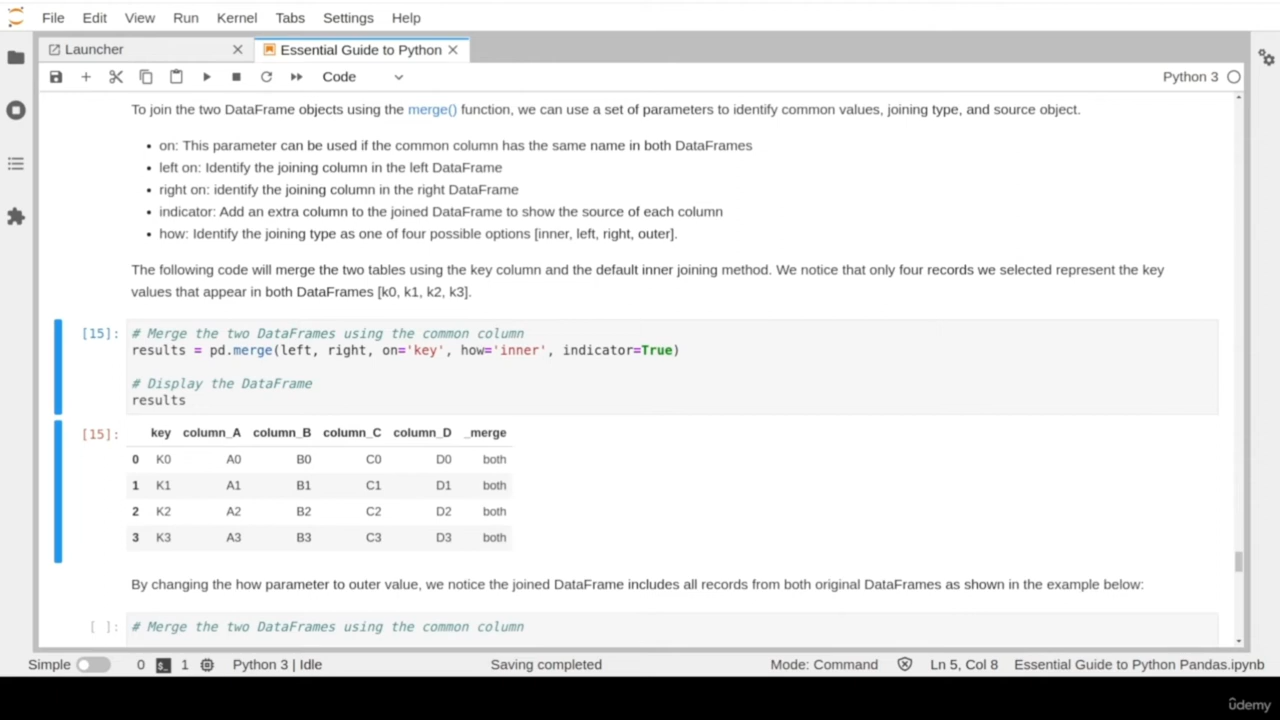 File Edit View Run Kernel Tabs Settings Help
Launcher Essential Guide to Python
Code Python 3
To join the two DataFrame objects using the merge() function, we can use a set of parameters to identify common values, joining type, and source object.
• on: This parameter can be used if the common column has the same name in both DataFrames
• left on: Identify the joining column in the left DataFrame
• right on: identify the joining column in the right DataFrame
• indicator: Add an extra column to the joined DataFrame to show the source of each column
• how: Identify the joining type as one of four possible options [inner, left, right, outer].
The following code will merge the two tables using the key column and the default inner joining method. We notice that only four records we selected represent the key
values that appear in both DataFrames [k0, k1, k2, k3].
[15]: # Merge the two DataFrames using the common column
results = pd.merge(left, right, on='key', how='inner', indicator=True)
# Display the DataFrame
results
[15]: key column_A column_B column_C column_D _merge
0 K0 A0 B0 C0 D0 both
1 K1 A1 B1 C1 D1 both
2 K2 A2 B2 C2 D2 both
3 K3 A3 B3 C3 D3 both
By changing the how parameter to outer value, we notice the joined DataFrame includes all records from both original DataFrames as shown in the example below:
[ ]: # Merge the two DataFrames using the common column
Simple 0 $_ 1 Python 3 | Idle Saving completed Mode: Command Ln 5, Col 8 Essential Guide to Python Pandas.ipynb
ûdemy